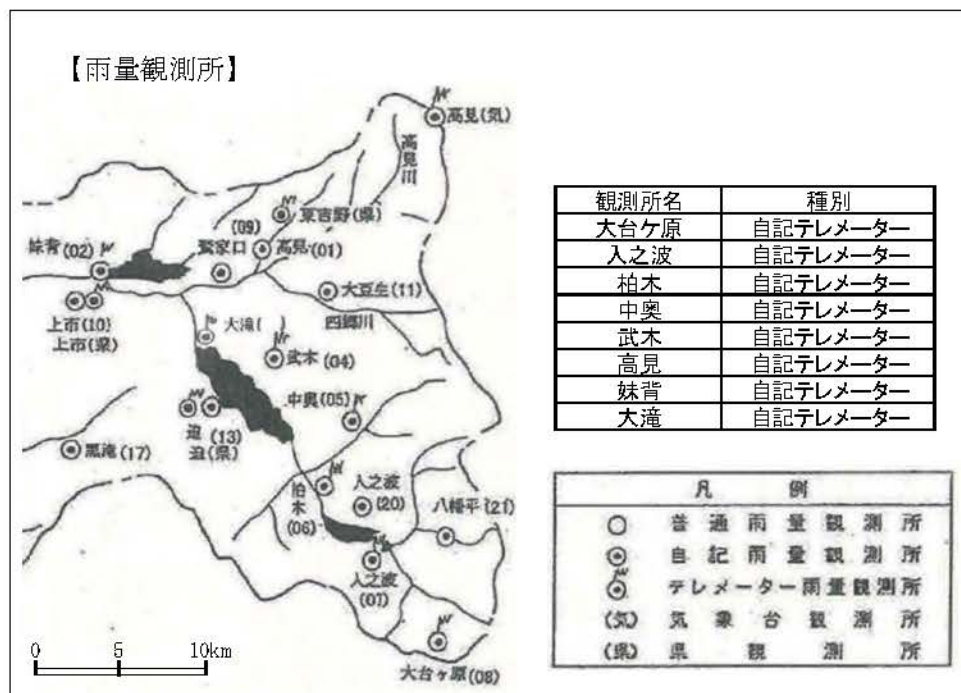 【雨量観測所】
高見(気)
高見川
東吉野(県)
(09)
鷲家口
高見(01)
妹背(02)
大豆生(11)
四郷川
上市(10)
上市(県)
大滝( )
武木(04)
中奥(05)
迫(13)
迫(県)
黒滝(17)
柏木(06)
入之波(20)
八幡平(21)
入之波(07)
大台ヶ原(08)
0 5 10km
観測所名 種別
大台ケ原 自記テレメーター
入之波 自記テレメーター
柏木 自記テレメーター
中奥 自記テレメーター
武木 自記テレメーター
高見 自記テレメーター
妹背 自記テレメーター
大滝 自記テレメーター
凡例
普通雨量観測所
自記雨量観測所
テレメーター雨量観測所
(気) 気象台観測所
(県) 県観測所